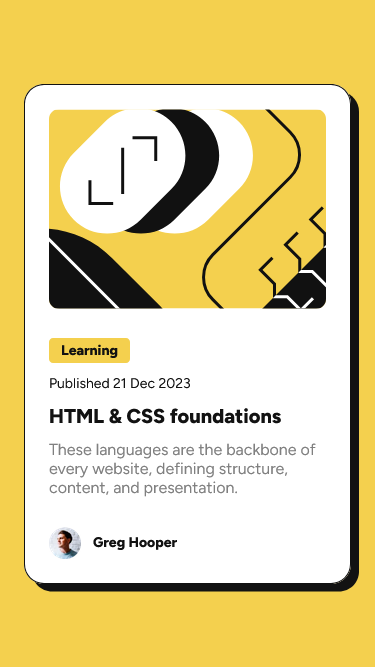 Learning
Published 21 Dec 2023
HTML & CSS foundations
These languages are the backbone of
every website, defining structure,
content, and presentation.
Greg Hooper